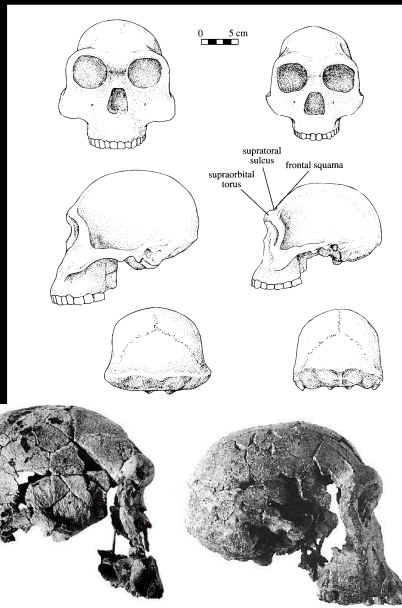 0 5 cm
supratoral
sulcus
frontal squama
supraorbital
torus